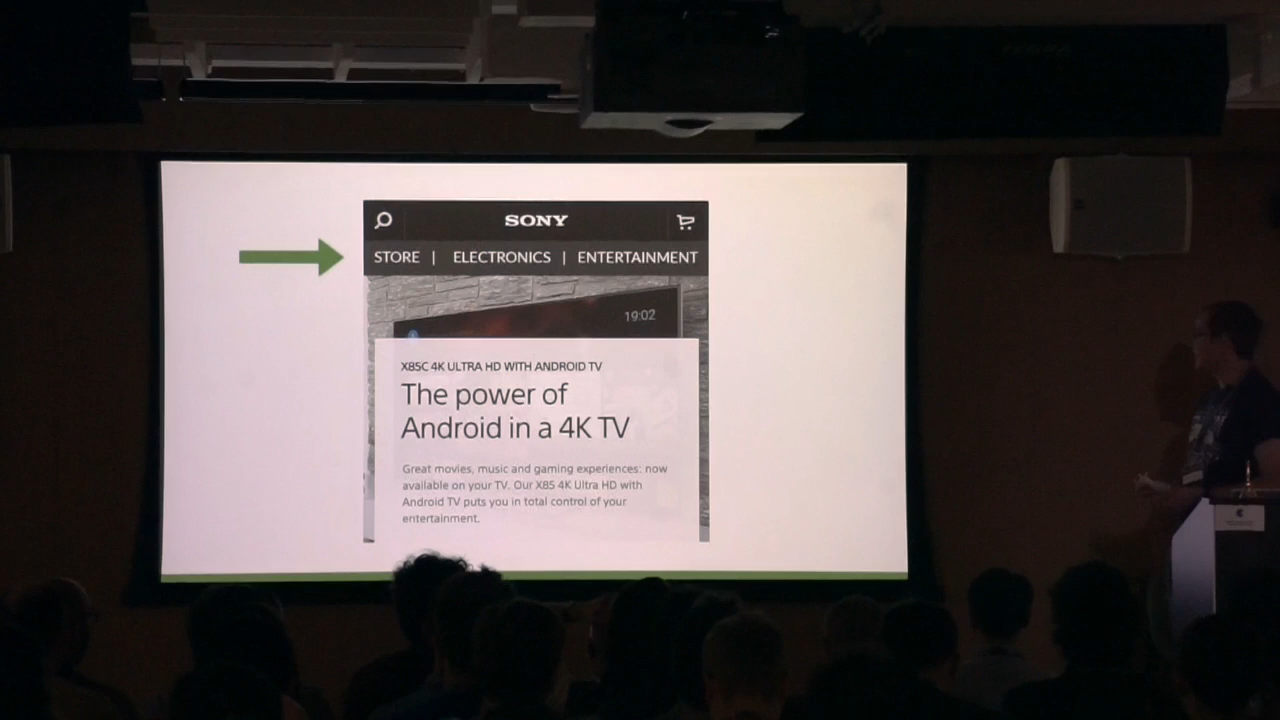 SONY
STORE | ELECTRONICS | ENTERTAINMENT
19:02
X85C 4K ULTRA HD WITH ANDROID TV
The power of
Android in a 4K TV
Great movies, music and gaming experiences: now
available on your TV. Our X85 4K Ultra HD with
Android TV puts you in total control of your
entertainment.